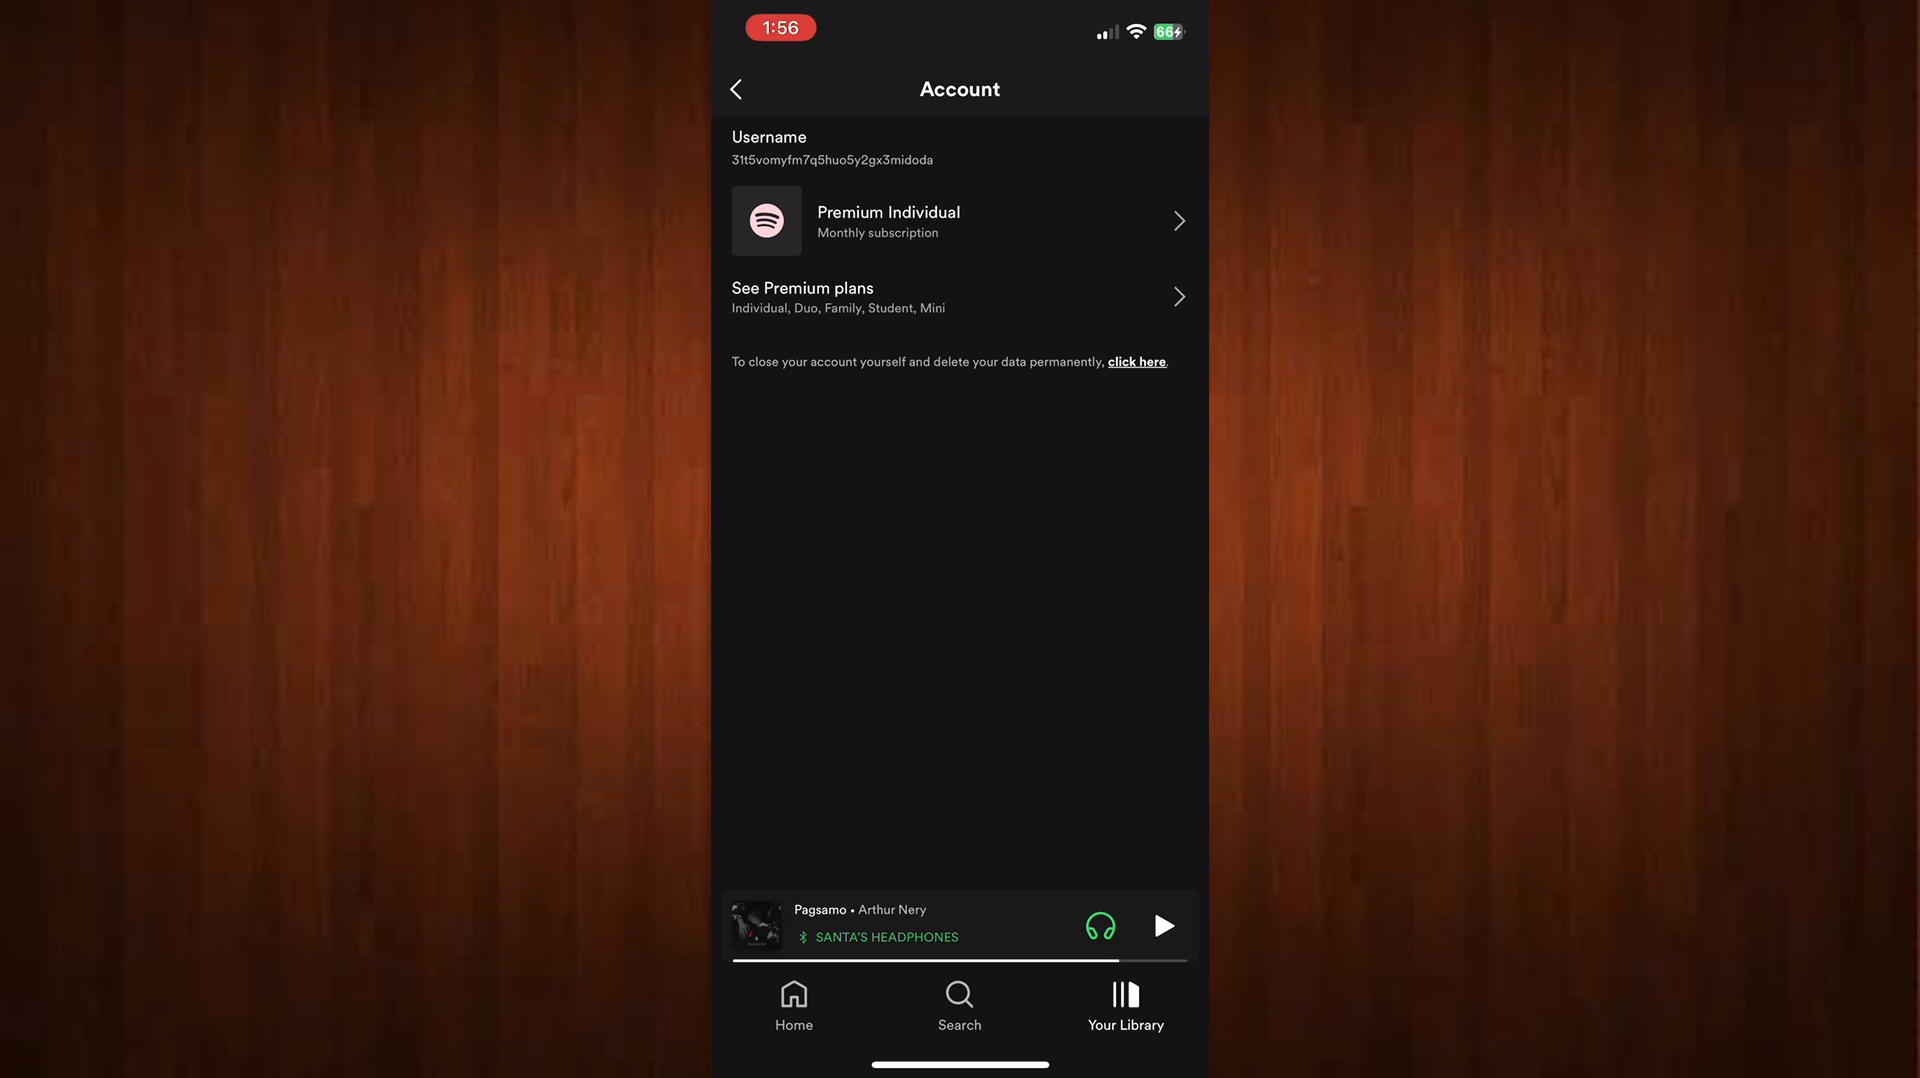 1:56
66
Account
Username
31t5vomyfm7q5huo5y2gx3midoda
Premium Individual
Monthly subscription
See Premium plans
Individual, Duo, Family, Student, Mini
To close your account yourself and delete your data permanently, click here.
Pagsamo • Arthur Nery
SANTA'S HEADPHONES
Home
Search
Your Library